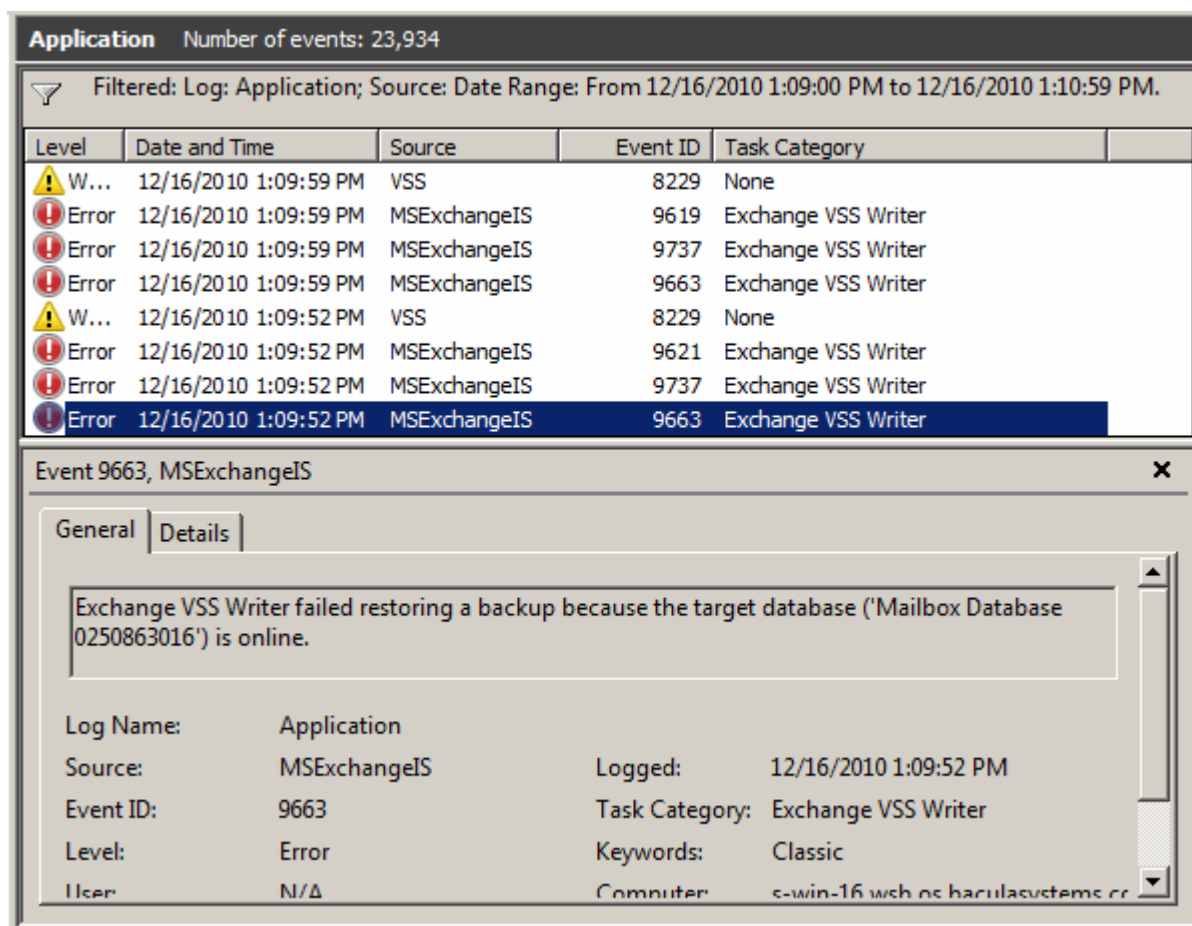 Application Number of events: 23,934
Filtered: Log: Application; Source: Date Range: From 12/16/2010 1:09:00 PM to 12/16/2010 1:10:59 PM.
Level Date and Time Source Event ID Task Category
W... 12/16/2010 1:09:59 PM VSS 8229 None
Error 12/16/2010 1:09:59 PM MSExchangeIS 9619 Exchange VSS Writer
Error 12/16/2010 1:09:59 PM MSExchangeIS 9737 Exchange VSS Writer
Error 12/16/2010 1:09:59 PM MSExchangeIS 9663 Exchange VSS Writer
W... 12/16/2010 1:09:52 PM VSS 8229 None
Error 12/16/2010 1:09:52 PM MSExchangeIS 9621 Exchange VSS Writer
Error 12/16/2010 1:09:52 PM MSExchangeIS 9737 Exchange VSS Writer
Error 12/16/2010 1:09:52 PM MSExchangeIS 9663 Exchange VSS Writer
Event 9663, MSExchangeIS
General Details
Exchange VSS Writer failed restoring a backup because the target database ('Mailbox Database
0250863016') is online.
Log Name: Application
Source: MSExchangeIS Logged: 12/16/2010 1:09:52 PM
Event ID: 9663 Task Category: Exchange VSS Writer
Level: Error Keywords: Classic
User: N/A Computer: s-win-16.wsb.os.baculasystems.cc